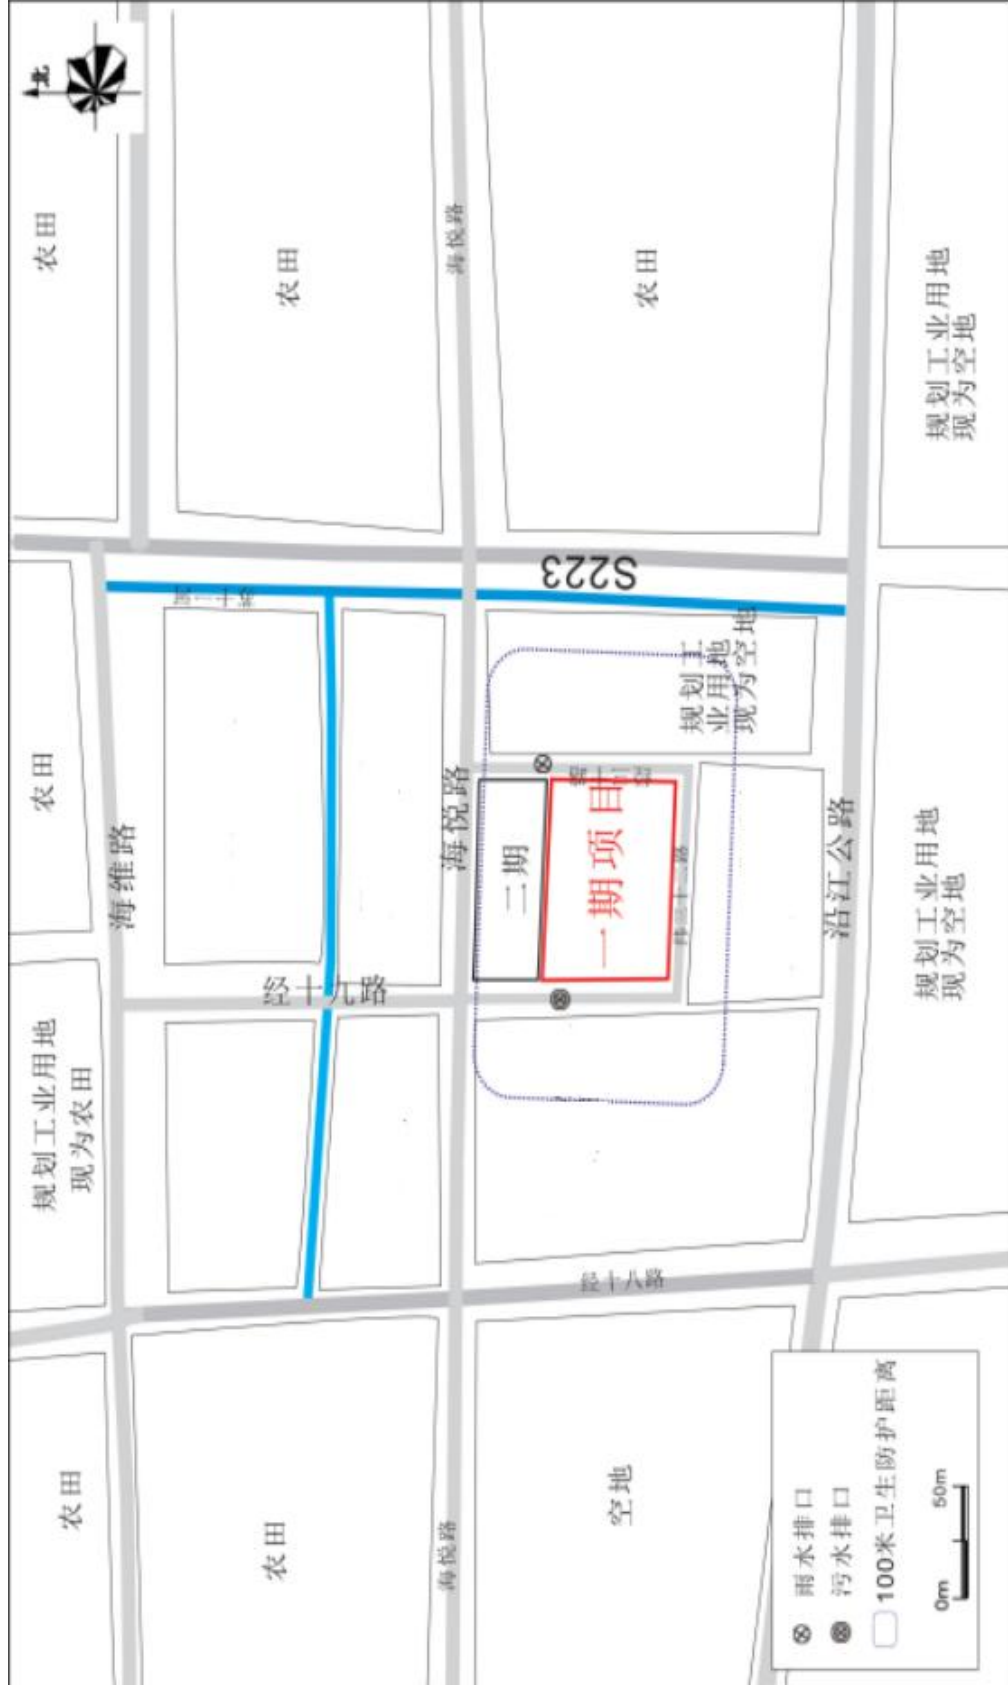 北
农田
规划工业用地
现为农田
农田
农田
海维路
农田
经十九路
农田
海悦路
海悦路
海悦路
二期
一期项目
空地
经十八路
S223
农田
规划工
业用地
现为空地
沿江公路
规划工业用地
现为空地
规划工业用地
现为空地
雨水排口
污水排口
100米卫生防护距离
0m
50m